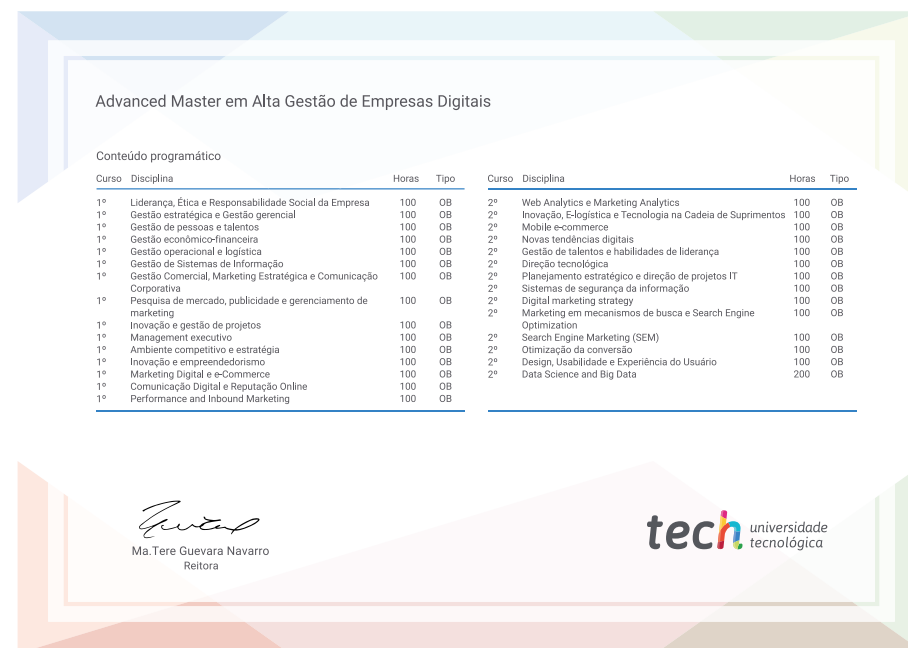 Advanced Master em Alta Gestão de Empresas Digitais
Conteúdo programático
Curso Disciplina Horas Tipo
1º Liderança, Ética e Responsabilidade Social da Empresa 100 OB
1º Gestão estratégica e Gestão gerencial 100 OB
1º Gestão de pessoas e talentos 100 OB
1º Gestão econômico-financeira 100 OB
1º Gestão operacional e logística 100 OB
1º Gestão de Sistemas de Informação 100 OB
1º Gestão Comercial, Marketing Estratégica e Comunicação 100 OB
Corporativa
1º Pesquisa de mercado, publicidade e gerenciamento de 100 OB
marketing
1º Inovação e gestão de projetos 100 OB
1º Management executivo 100 OB
1º Ambiente competitivo e estratégia 100 OB
1º Inovação e empreendedorismo 100 OB
1º Marketing Digital e e-Commerce 100 OB
1º Comunicação Digital e Reputação Online 100 OB
1º Performance and Inbound Marketing 100 OB
Curso Disciplina Horas Tipo
2º Web Analytics e Marketing Analytics 100 OB
2º Inovação, E-logística e Tecnologia na Cadeia de Suprimentos 100 OB
2º Mobile e-commerce 100 OB
2º Novas tendências digitais 100 OB
2º Gestão de talentos e habilidades de liderança 100 OB
2º Direção tecnológica 100 OB
2º Planejamento estratégico e direção de projetos IT 100 OB
2º Sistemas de segurança da informação 100 OB
2º Digital marketing strategy 100 OB
2º Marketing em mecanismos de busca e Search Engine 100 OB
Optimization
2º Search Engine Marketing (SEM) 100 OB
2º Otimização da conversão 100 OB
2º Design, Usabilidade e Experiência do Usuário 100 OB
2º Data Science and Big Data 200 OB
Ma.Tere Guevara Navarro
Reitora
tech universidade
tecnológica